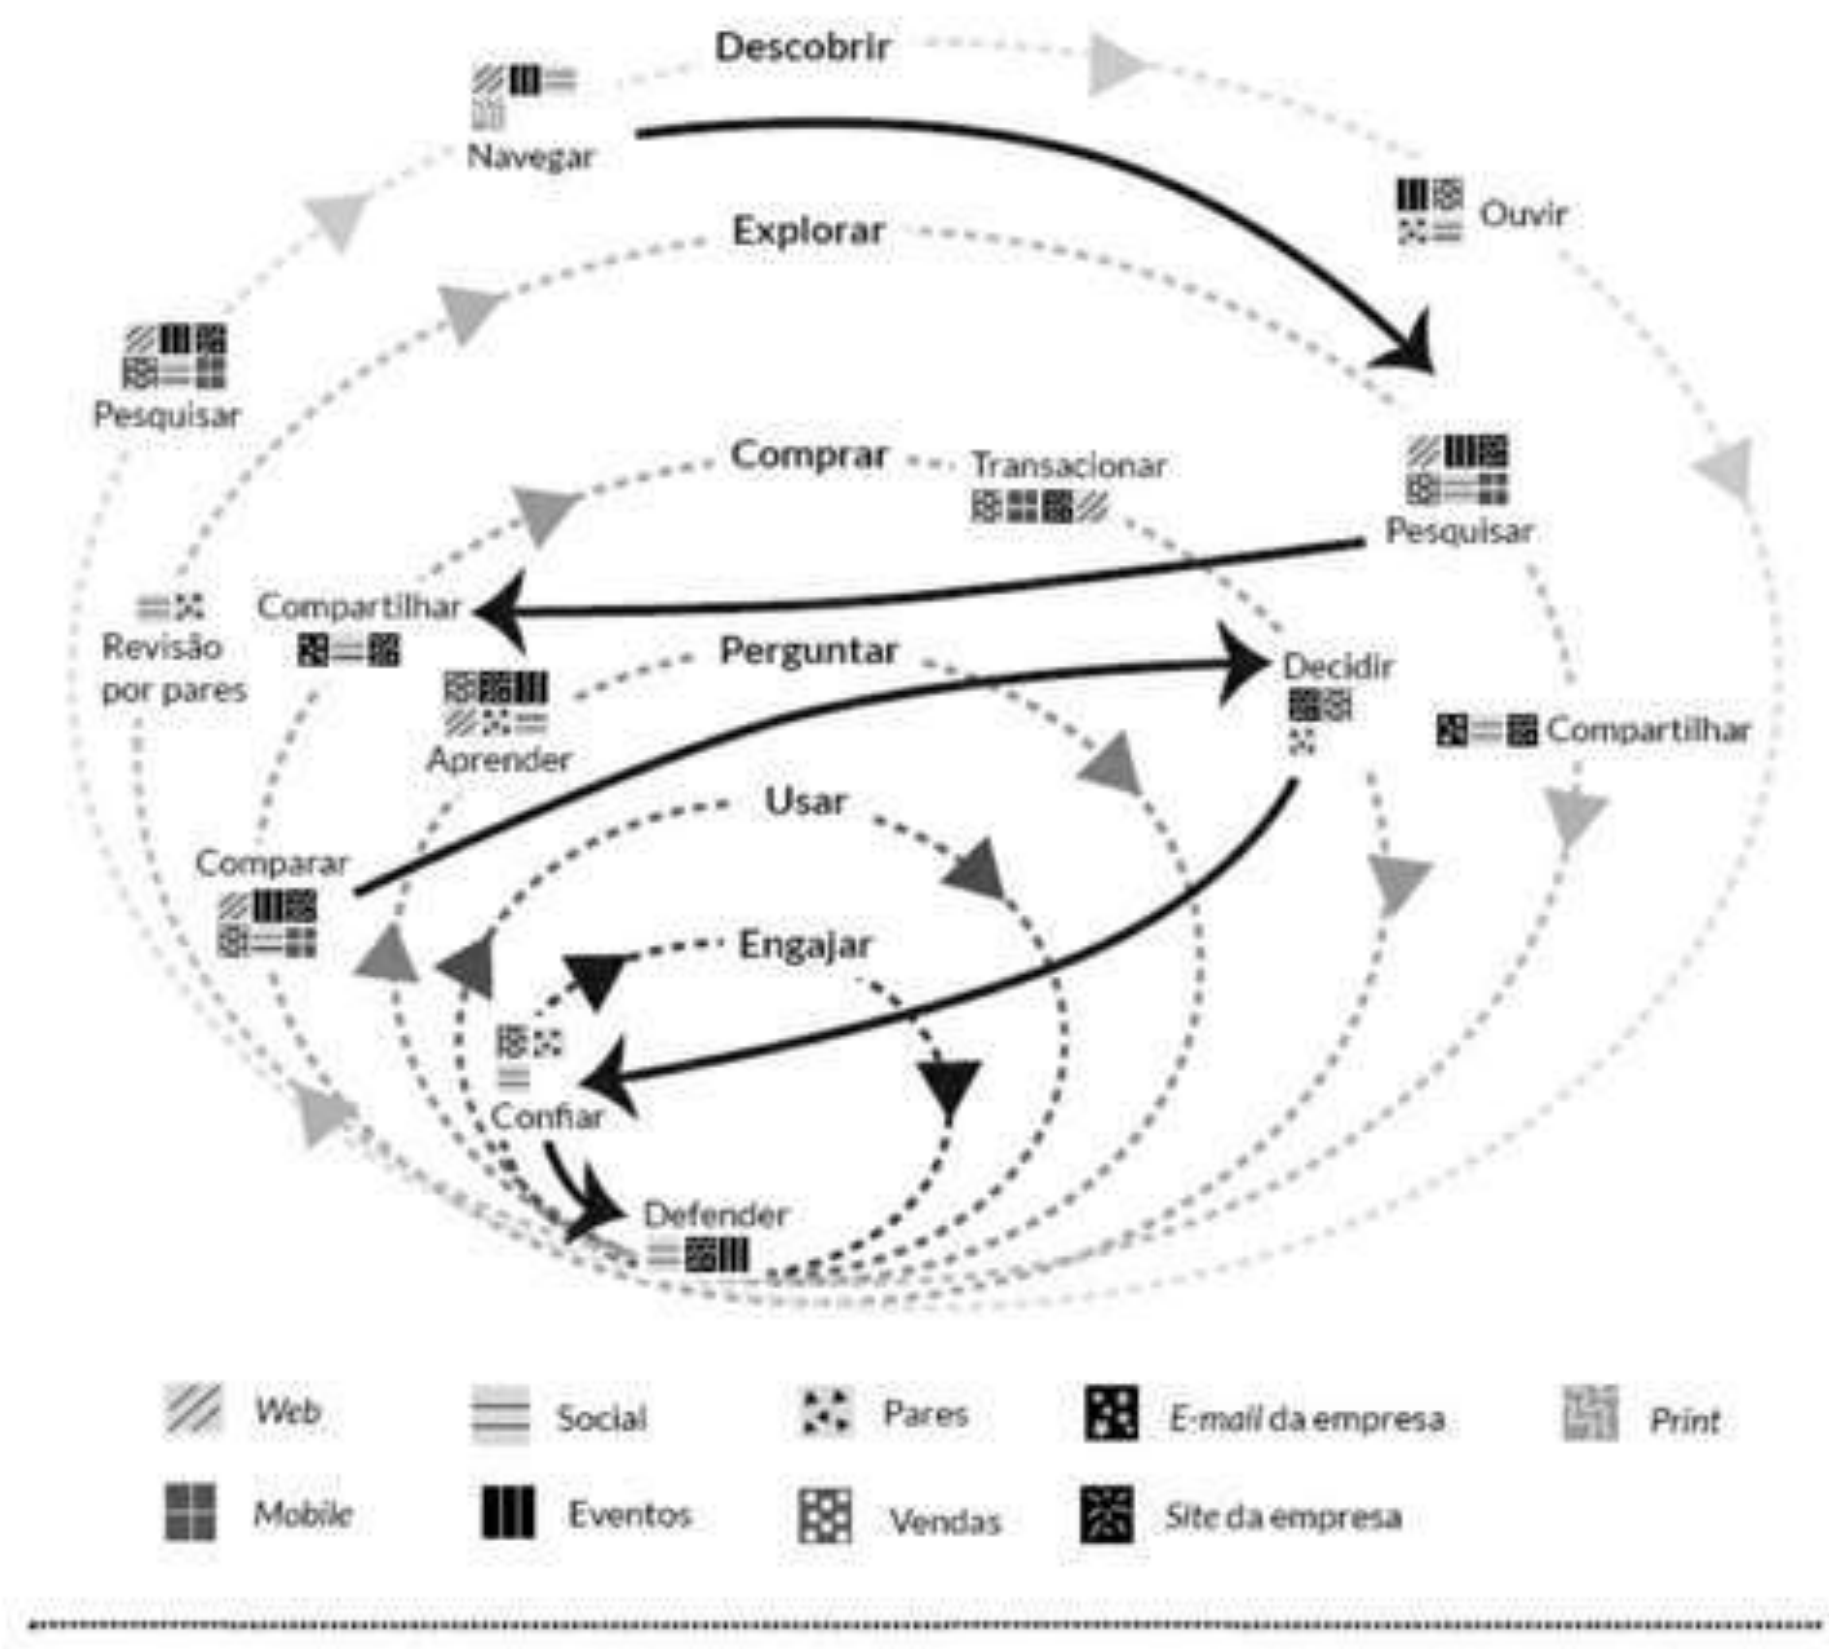 Descobrir
Navegar
Ouvir
Explorar
Pesquisar
Comprar
Transacionar
Pesquisar
Compartilhar
Revisão
por pares
Perguntar
Decidir
Aprender
Compartilhar
Usar
Comparar
Engajar
Confiar
Defender
Web
Social
Pares
E-mail da empresa
Print
Mobile
Eventos
Vendas
Site da empresa